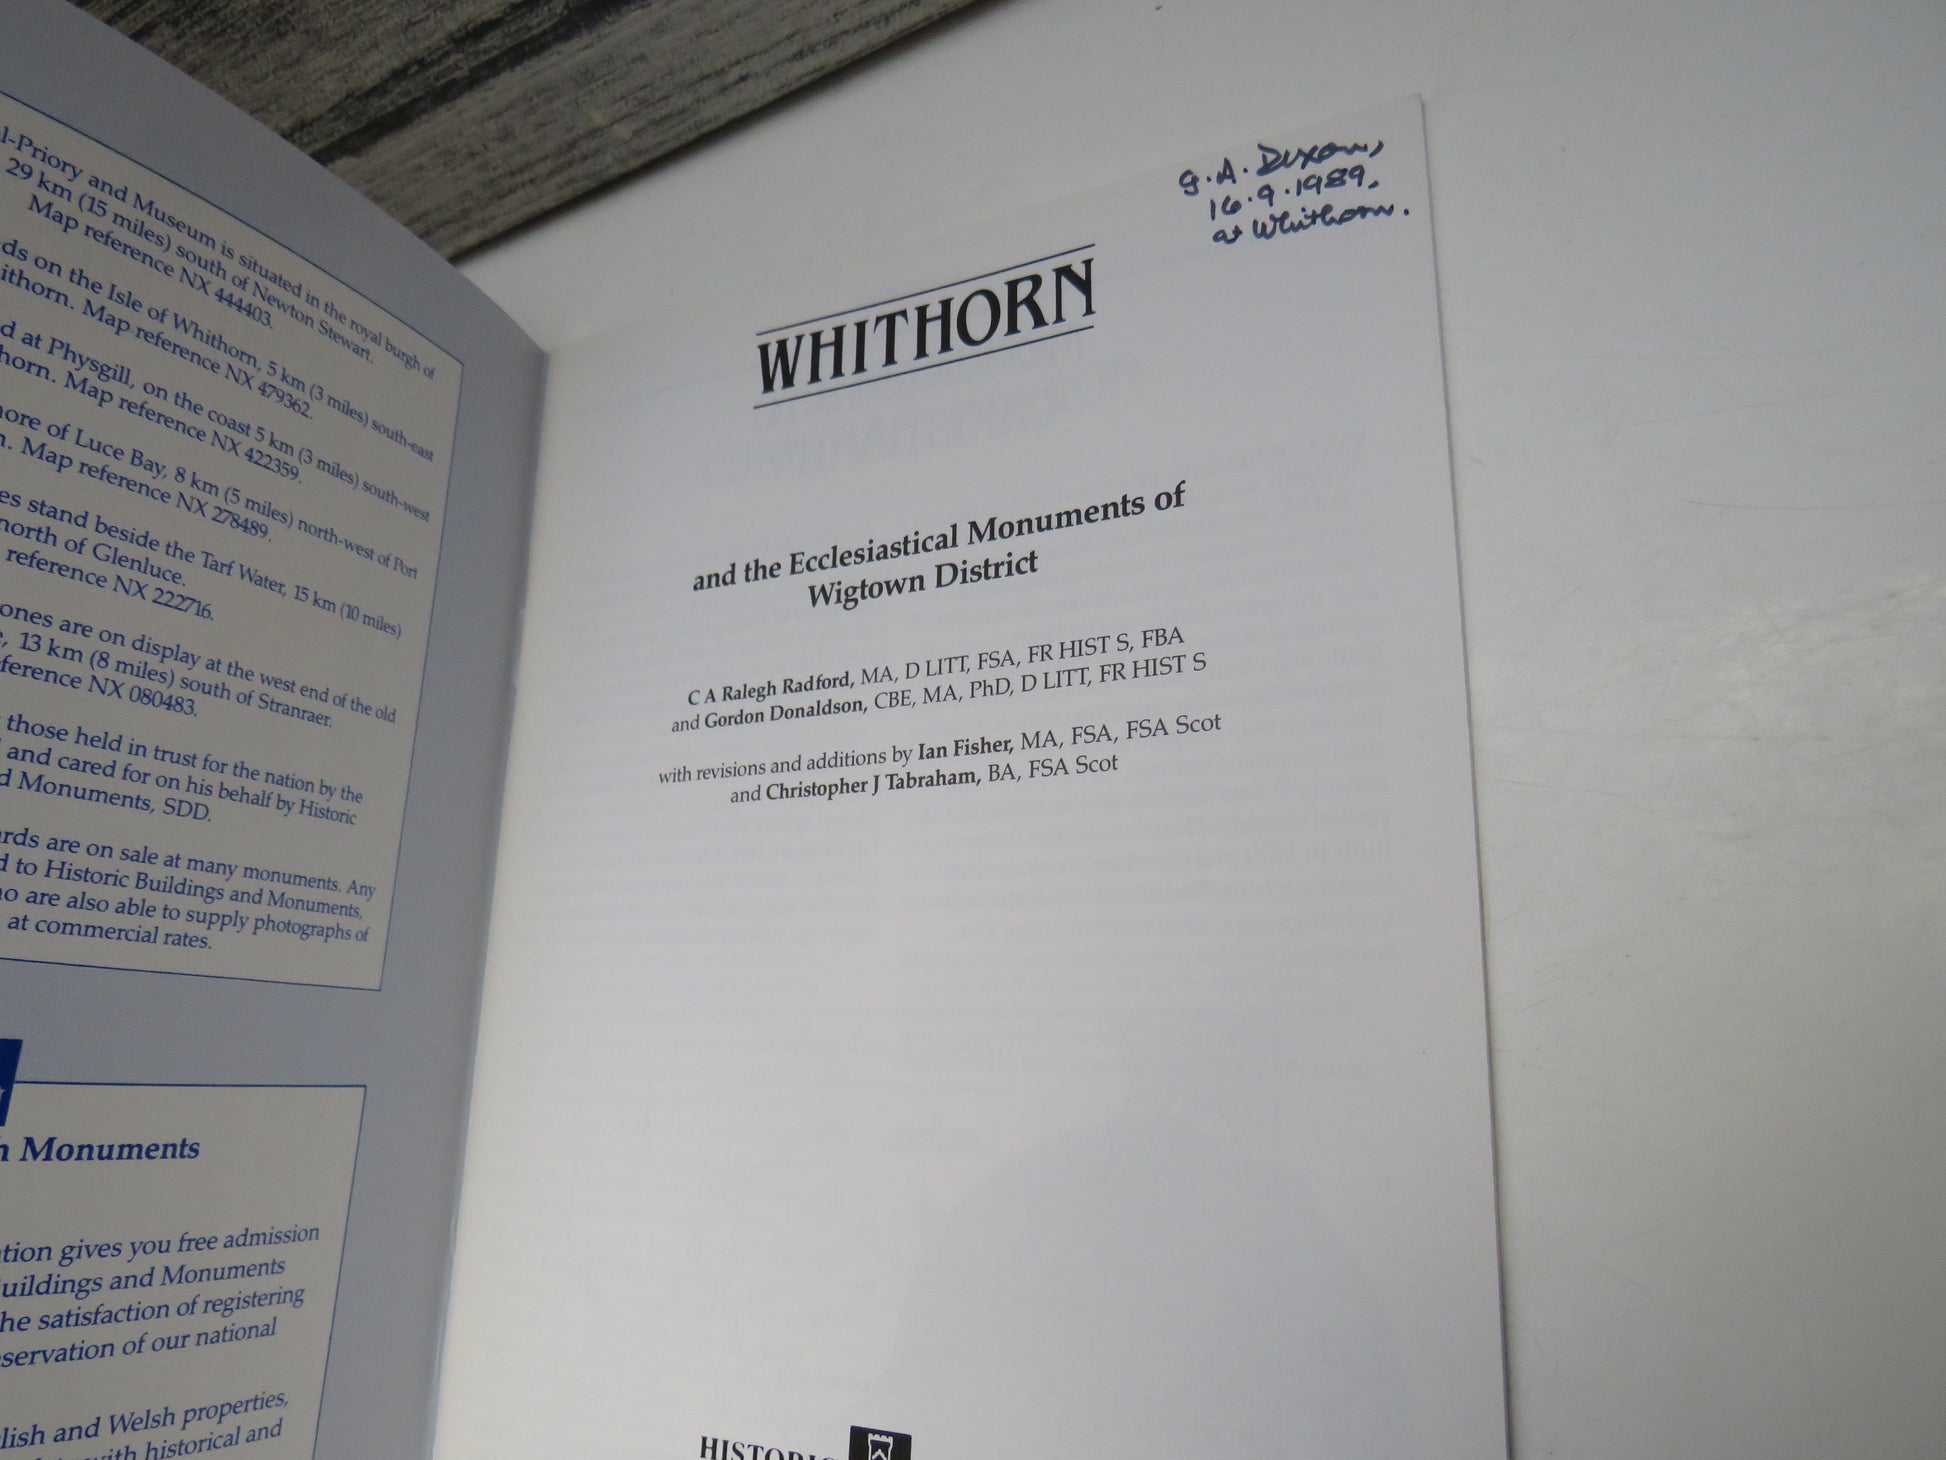 l-Priory and Museum is situated in the royal burgh of
29 km (15 miles) south of Newton Stewart.
Map reference NX 444403.
ds on the Isle of Whithorn, 5 km (3 miles) south-east
ithorn. Map reference NX 479362.
d at Physgill, on the coast 5 km (3 miles) south-west
horn. Map reference NX 422359.
ore of Luce Bay, 8 km (5 miles) north-west of Port
n. Map reference NX 278489.
es stand beside the Tarf Water, 15 km (10 miles)
north of Glenluce.
reference NX 222716.
ones are on display at the west end of the old
e, 13 km (8 miles) south of Stranraer.
ference NX 080483.
those held in trust for the nation by the
and cared for on his behalf by Historic
d Monuments, SDD.
ards are on sale at many monuments. Any
d to Historic Buildings and Monuments,
ho are also able to supply photographs of
at commercial rates.
h Monuments
tion gives you free admission
uildings and Monuments
he satisfaction of registering
servation of our national
lish and Welsh properties,
with historical and
G. A. Dixon,
16.9.1989.
at Whithorn.
WHITHORN
and the Ecclesiastical Monuments of
Wigtown District
C A Ralegh Radford, MA, D LITT, FSA, FR HIST S, FBA
and Gordon Donaldson, CBE, MA, PhD, D LITT, FR HIST S
with revisions and additions by Ian Fisher, MA, FSA, FSA Scot
and Christopher J Tabraham, BA, FSA Scot
HISTORIC